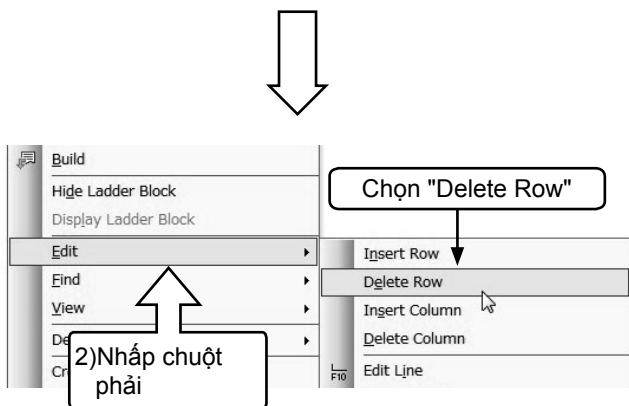 Build
Hide Ladder Block
Display Ladder Block
Edit
Find
View
De
Cr
2)Nhấp chuột
phải
Chọn "Delete Row"
Insert Row
Delete Row
Insert Column
Delete Column
F10 Edit Line